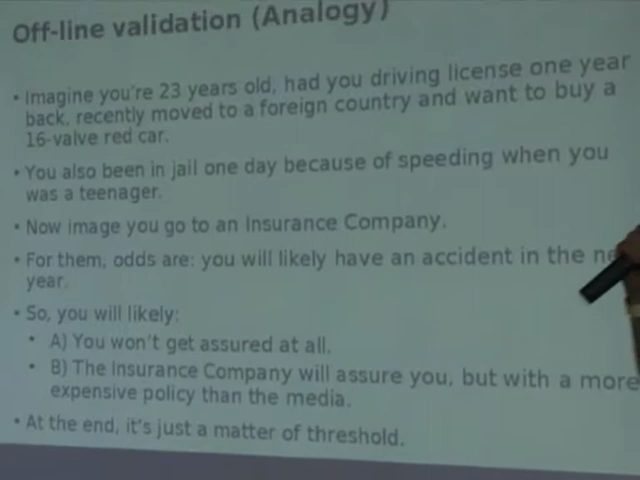 Off-line validation (Analogy)
• Imagine you're 23 years old, had you driving license one year
back, recently moved to a foreign country and want to buy a
16-valve red car.
• You also been in jail one day because of speeding when you
was a teenager.
• Now image you go to an Insurance Company.
• For them, odds are: you will likely have an accident in the
year.
• So, you will likely:
• A) You won't get assured at all.
• B) The Insurance Company will assure you, but with a more
expensive policy than the media.
• At the end, it's just a matter of threshold.